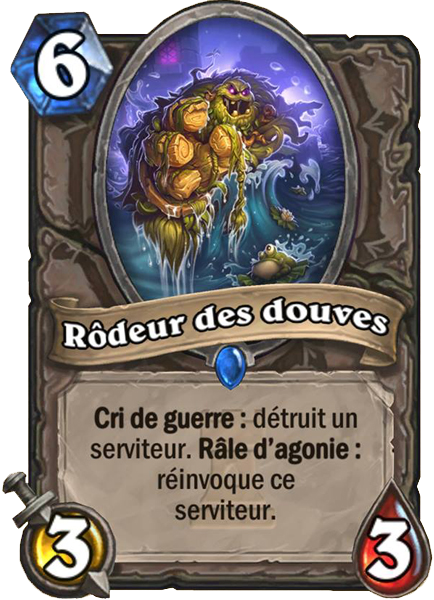 6
Rôdeur des douves
Cri de guerre : détruit un
serviteur. Râle d’agonie :
réinvoque ce
serviteur.
3 3